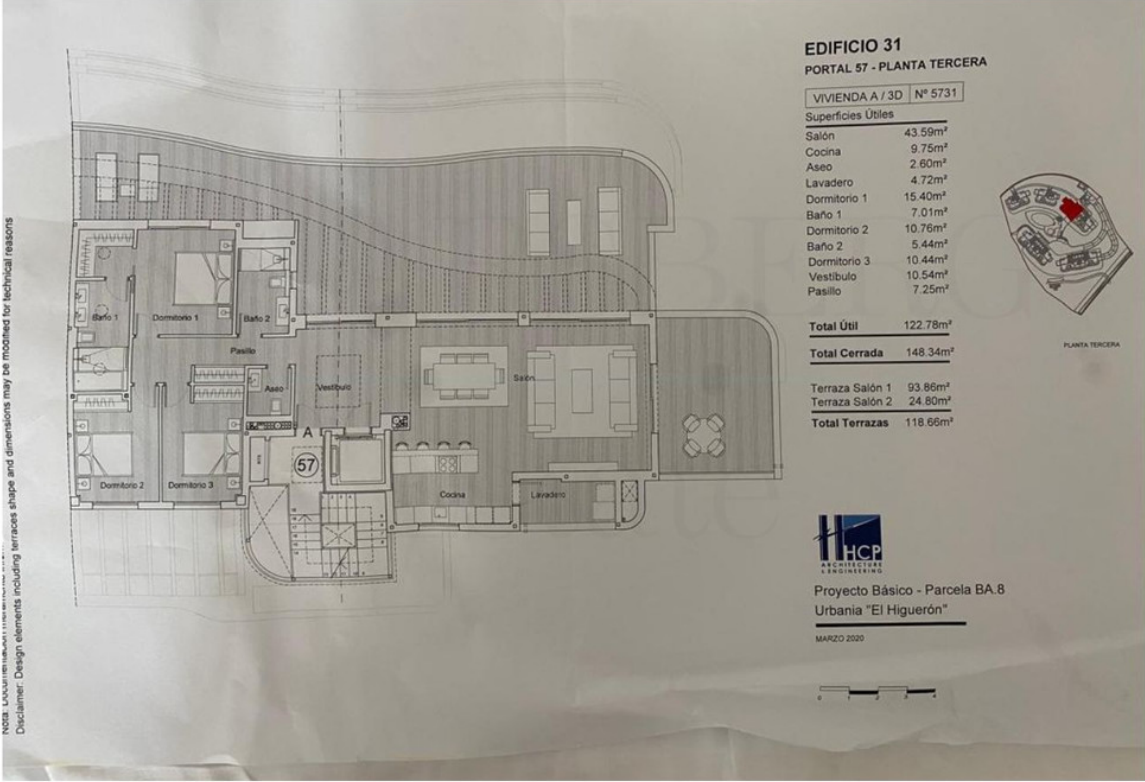 EDIFICIO 31
PORTAL 57 - PLANTA TERCERA
VIVIENDA A / 3D Nº 5731
Superficies Útiles
Salón 43.59m²
Cocina 9.75m²
Aseo 2.60m²
Lavadero 4.72m²
Dormitorio 1 15.40m²
Baño 1 7.01m²
Dormitorio 2 10.76m²
Baño 2 5.44m²
Dormitorio 3 10.44m²
Vestíbulo 10.54m²
Pasillo 7.25m²
Total Útil 122.78m²
Total Cerrada 148.34m²
Terraza Salón 1 93.86m²
Terraza Salón 2 24.80m²
Total Terrazas 118.66m²
PLANTA TERCERA
Baño 1
Dormitorio 1
Baño 2
Pasillo
Aseo
Vestíbulo
Salón
A
57
Dormitorio 2
Dormitorio 3
Cocina
Lavadero
HCP
ARCHITECTURE
& ENGINEERING
Proyecto Básico - Parcela BA.8
Urbania "El Higuerón"
MARZO 2020
0 1 2 3 4
Nota:
Disclaimer: Design elements including terraces shape and dimensions may be modified for technical reasons